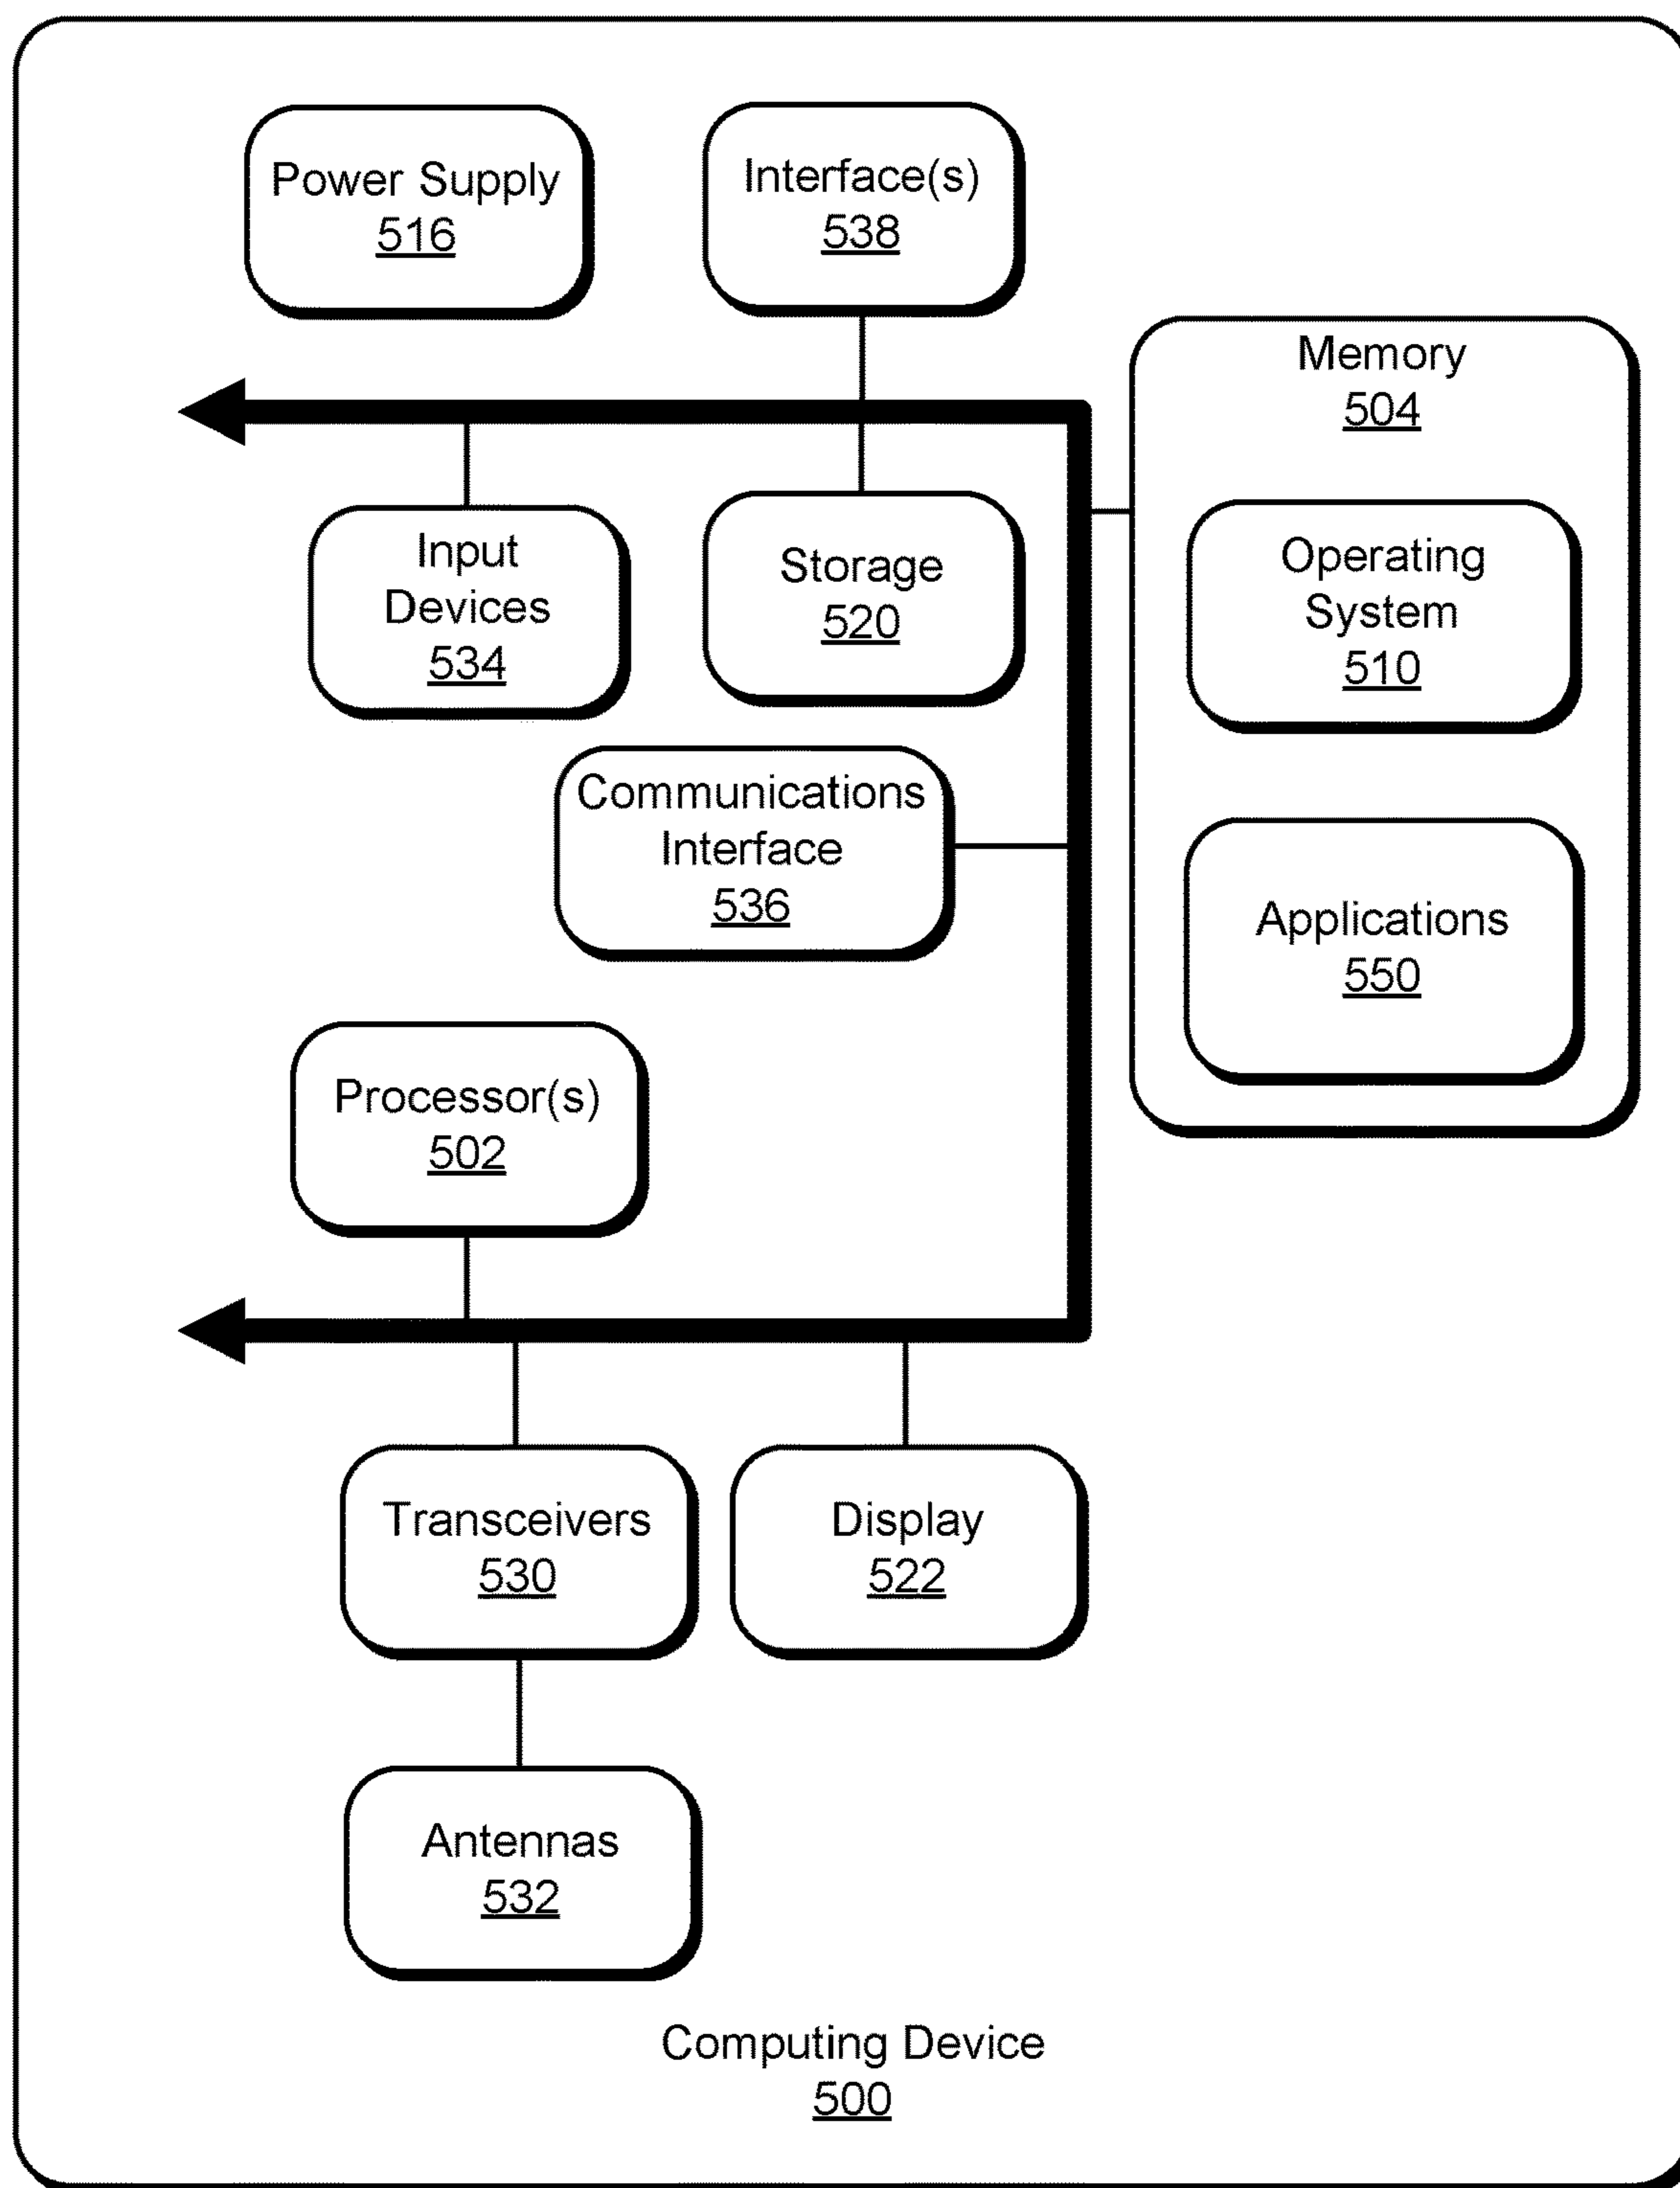 Power Supply
516
Interface(s)
538
Memory
504
Input
Devices
534
Storage
520
Operating
System
510
Communications
Interface
536
Applications
550
Processor(s)
502
Transceivers
530
Display
522
Antennas
532
Computing Device
500